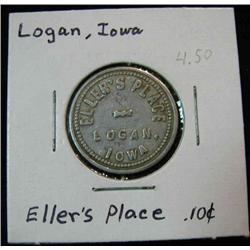 Logan, Iowa
4.50
ELLER'S PLACE
LOGAN,
IOWA
Eller's Place .10¢